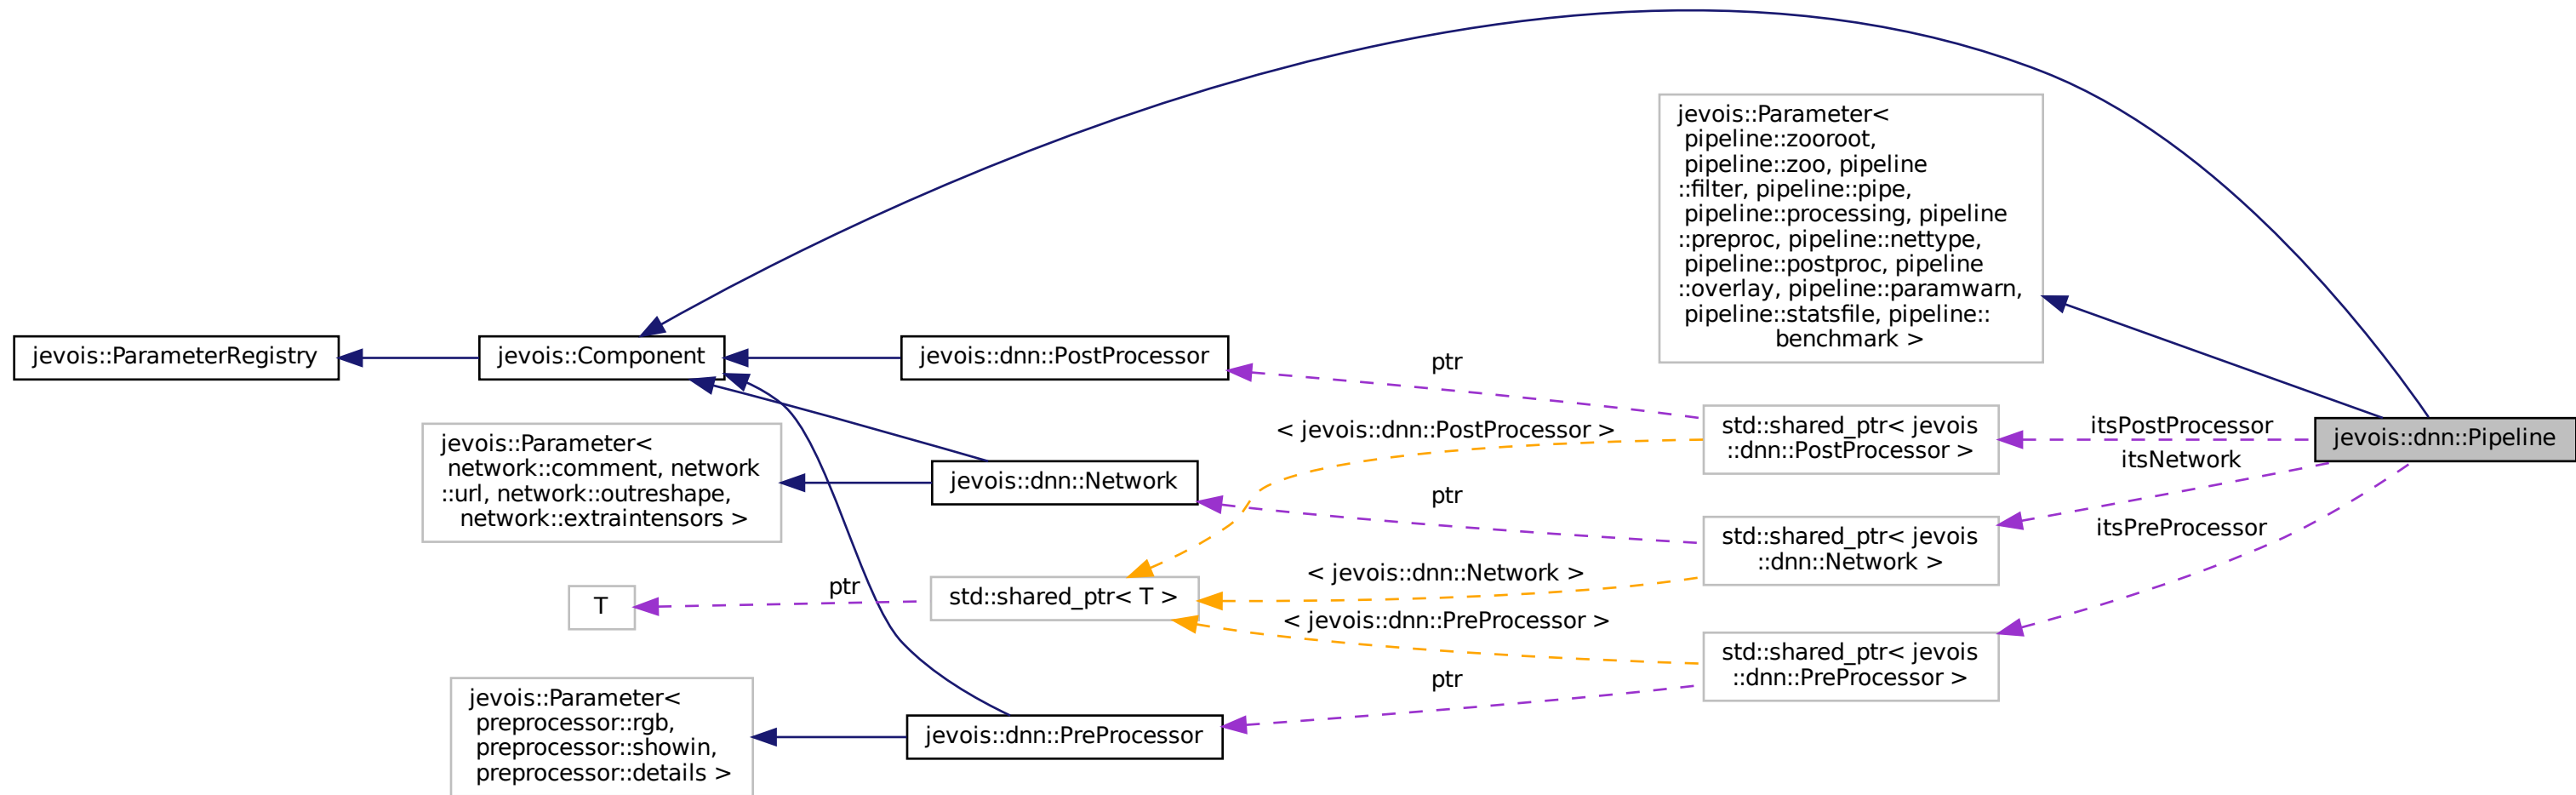 jevois::Parameter<
pipeline::zooroot,
pipeline::zoo, pipeline
::filter, pipeline::pipe,
pipeline::processing, pipeline
::preproc, pipeline::nettype,
pipeline::postproc, pipeline
::overlay, pipeline::paramwarn,
pipeline::statsfile, pipeline::
benchmark >
jevois::ParameterRegistry
jevois::Component
jevois::dnn::PostProcessor
ptr
std::shared_ptr< jevois
::dnn::PostProcessor >
itsPostProcessor
jevois::dnn::Pipeline
< jevois::dnn::PostProcessor >
itsNetwork
jevois::Parameter<
network::comment, network
::url, network::outreshape,
network::extraintensors >
jevois::dnn::Network
ptr
std::shared_ptr< jevois
::dnn::Network >
itsPreProcessor
< jevois::dnn::Network >
T
ptr
std::shared_ptr< T >
< jevois::dnn::PreProcessor >
std::shared_ptr< jevois
::dnn::PreProcessor >
ptr
jevois::Parameter<
preprocessor::rgb,
preprocessor::showin,
preprocessor::details >
jevois::dnn::PreProcessor